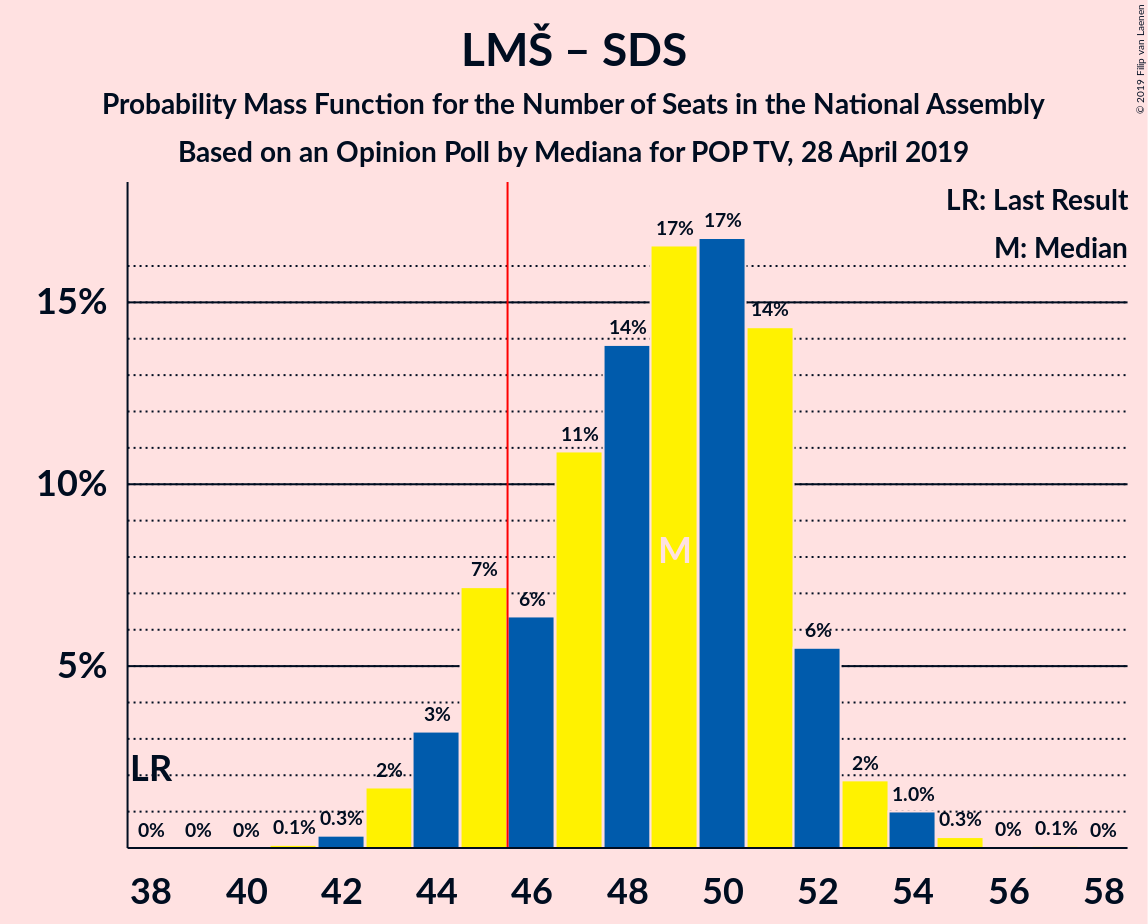 LMŠ – SDS
Probability Mass Function for the Number of Seats in the National Assembly
Based on an Opinion Poll by Mediana for POP TV, 28 April 2019
© 2019 Filip van Laenen
LR: Last Result
M: Median
15%
10%
5%
LR
M
0%
0%
0%
0.1%
0.3%
2%
3%
7%
6%
11%
14%
17%
17%
14%
6%
2%
1.0%
0.3%
0%
0.1%
0%
38 40 42 44 46 48 50 52 54 56 58